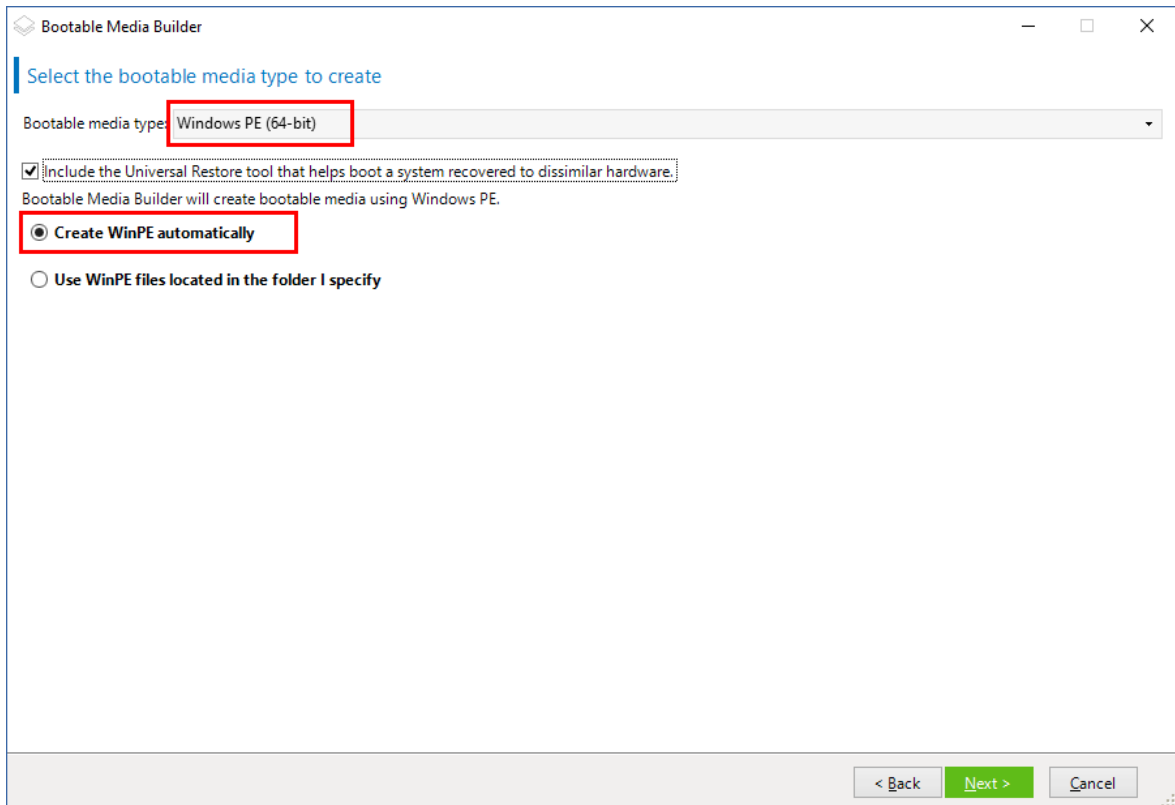 Bootable Media Builder
Select the bootable media type to create
Bootable media type: Windows PE (64-bit)
Include the Universal Restore tool that helps boot a system recovered to dissimilar hardware.
Bootable Media Builder will create bootable media using Windows PE.
Create WinPE automatically
Use WinPE files located in the folder I specify
< Back Next > Cancel